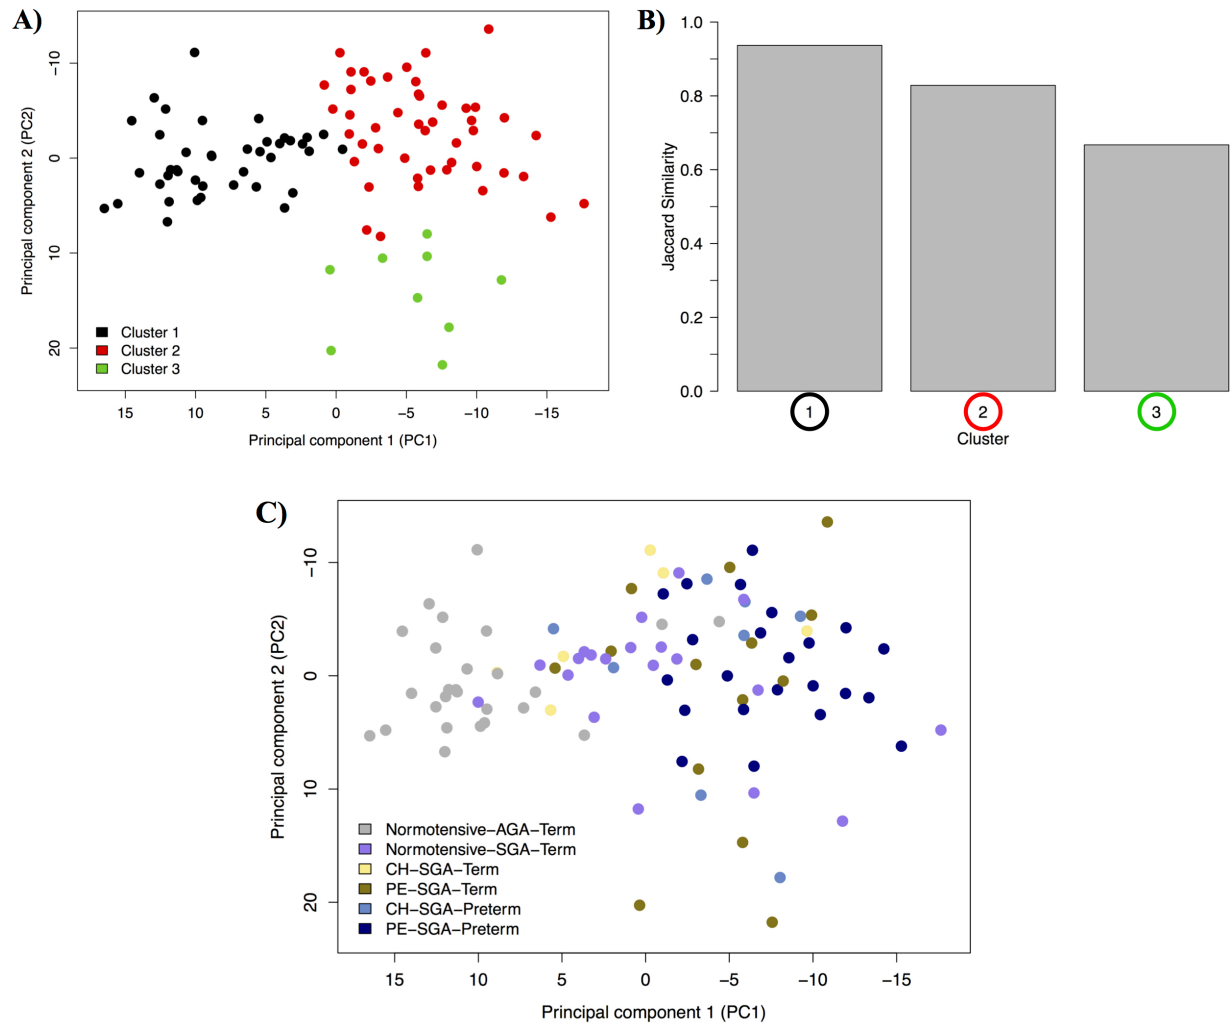 A)
−10
0
10
20
Principal component 2 (PC2)
Cluster 1
Cluster 2
Cluster 3
15 10 5 0 −5 −10 −15
Principal component 1 (PC1)
B)
1.0
0.8
0.6
0.4
0.2
0.0
Jaccard Similarity
1 2 3
Cluster
C)
−10
0
10
20
Principal component 2 (PC2)
Normotensive−AGA−Term
Normotensive−SGA−Term
CH−SGA−Term
PE−SGA−Term
CH−SGA−Preterm
PE−SGA−Preterm
15 10 5 0 −5 −10 −15
Principal component 1 (PC1)